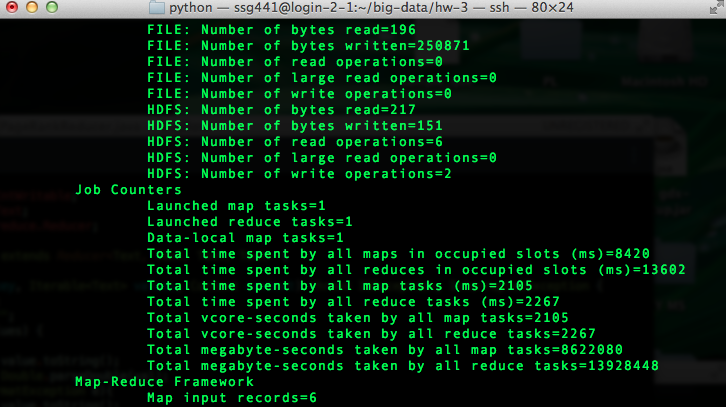 python — ssg441@login-2-1:~/big-data/hw-3 — ssh — 80×24
FILE: Number of bytes read=196
FILE: Number of bytes written=250871
FILE: Number of read operations=0
FILE: Number of large read operations=0
FILE: Number of write operations=0
HDFS: Number of bytes read=217
HDFS: Number of bytes written=151
HDFS: Number of read operations=6
HDFS: Number of large read operations=0
HDFS: Number of write operations=2
Job Counters
Launched map tasks=1
Launched reduce tasks=1
Data-local map tasks=1
Total time spent by all maps in occupied slots (ms)=8420
Total time spent by all reduces in occupied slots (ms)=13602
Total time spent by all map tasks (ms)=2105
Total time spent by all reduce tasks (ms)=2267
Total vcore-seconds taken by all map tasks=2105
Total vcore-seconds taken by all reduce tasks=2267
Total megabyte-seconds taken by all map tasks=8622080
Total megabyte-seconds taken by all reduce tasks=13928448
Map-Reduce Framework
Map input records=6